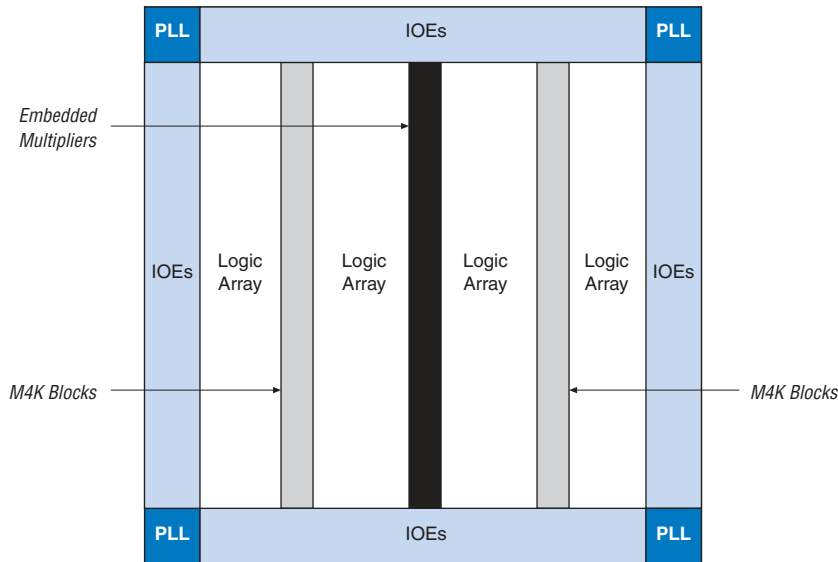 PLL
IOEs
PLL
Embedded
Multipliers
IOEs
Logic
Array
Logic
Array
Logic
Array
Logic
Array
IOEs
M4K Blocks
M4K Blocks
PLL
IOEs
PLL